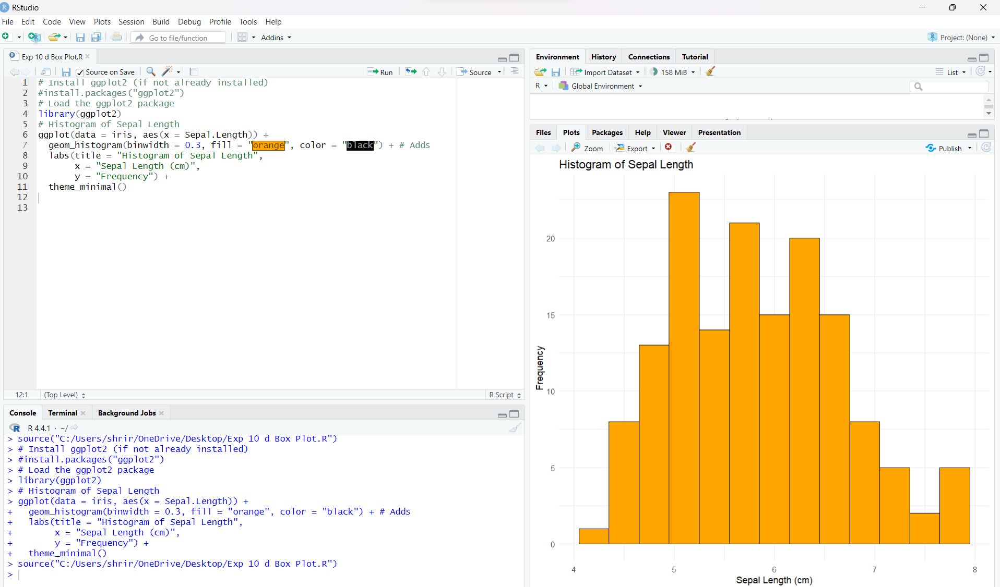 RStudio
File Edit Code View Plots Session Build Debug Profile Tools Help
Go to file/function Addins Project: (None)
Exp 10 d Box Plot.R
Source on Save Run Source
1 # Install ggplot2 (if not already installed)
2 #install.packages("ggplot2")
3 # Load the ggplot2 package
4 library(ggplot2)
5 # Histogram of Sepal Length
6 ggplot(data = iris, aes(x = Sepal.Length)) +
7 geom_histogram(binwidth = 0.3, fill = "orange", color = "black") + # Adds
8 labs(title = "Histogram of Sepal Length",
9 x = "Sepal Length (cm)",
10 y = "Frequency") +
11 theme_minimal()
12
13
12:1 (Top Level) R Script
Console Terminal Background Jobs
R 4.4.1 · ~/
> source("C:/Users/shrir/OneDrive/Desktop/Exp 10 d Box Plot.R")
> # Install ggplot2 (if not already installed)
> #install.packages("ggplot2")
> # Load the ggplot2 package
> library(ggplot2)
> # Histogram of Sepal Length
> ggplot(data = iris, aes(x = Sepal.Length)) +
+ geom_histogram(binwidth = 0.3, fill = "orange", color = "black") + # Adds
+ labs(title = "Histogram of Sepal Length",
+ x = "Sepal Length (cm)",
+ y = "Frequency") +
+ theme_minimal()
> source("C:/Users/shrir/OneDrive/Desktop/Exp 10 d Box Plot.R")
>
Environment History Connections Tutorial
Import Dataset 158 MiB List
R Global Environment
Files Plots Packages Help Viewer Presentation
Zoom Export Publish
Histogram of Sepal Length
Frequency
20
15
10
5
0
4 5 6 7 8
Sepal Length (cm)